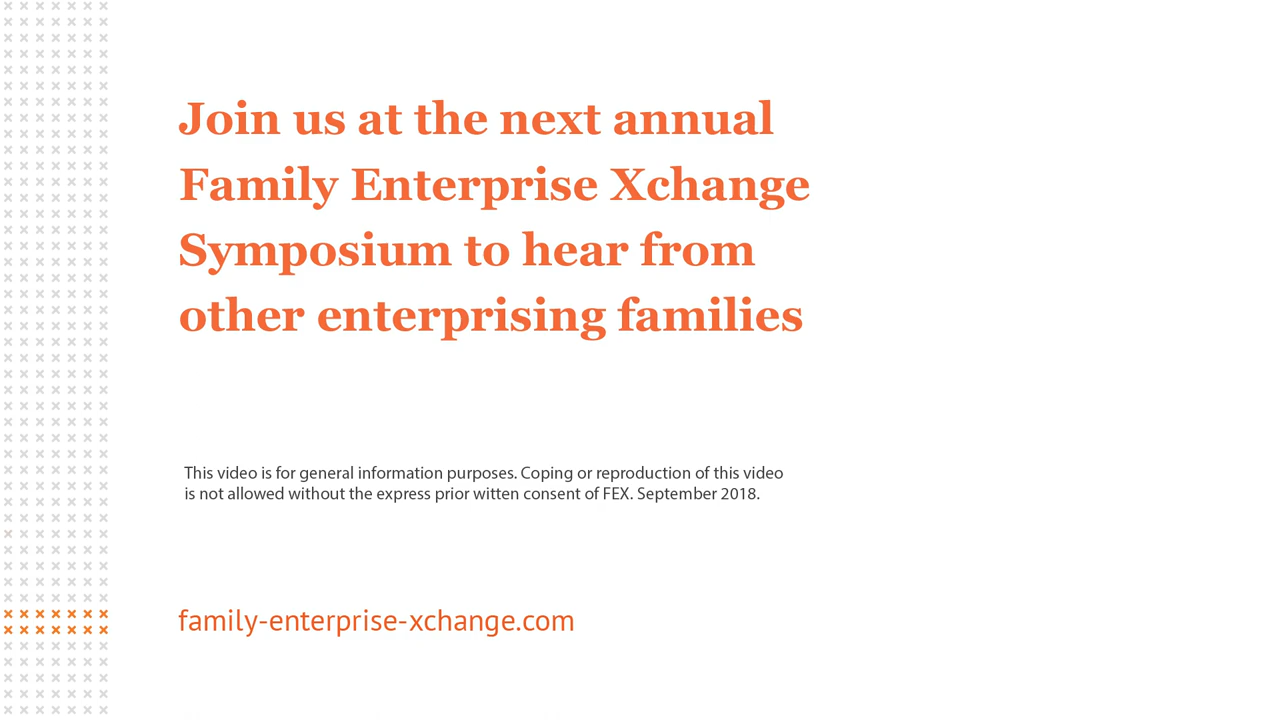 Join us at the next annual
Family Enterprise Xchange
Symposium to hear from
other enterprising families
This video is for general information purposes. Coping or reproduction of this video
is not allowed without the express prior witten consent of FEX. September 2018.
family-enterprise-xchange.com